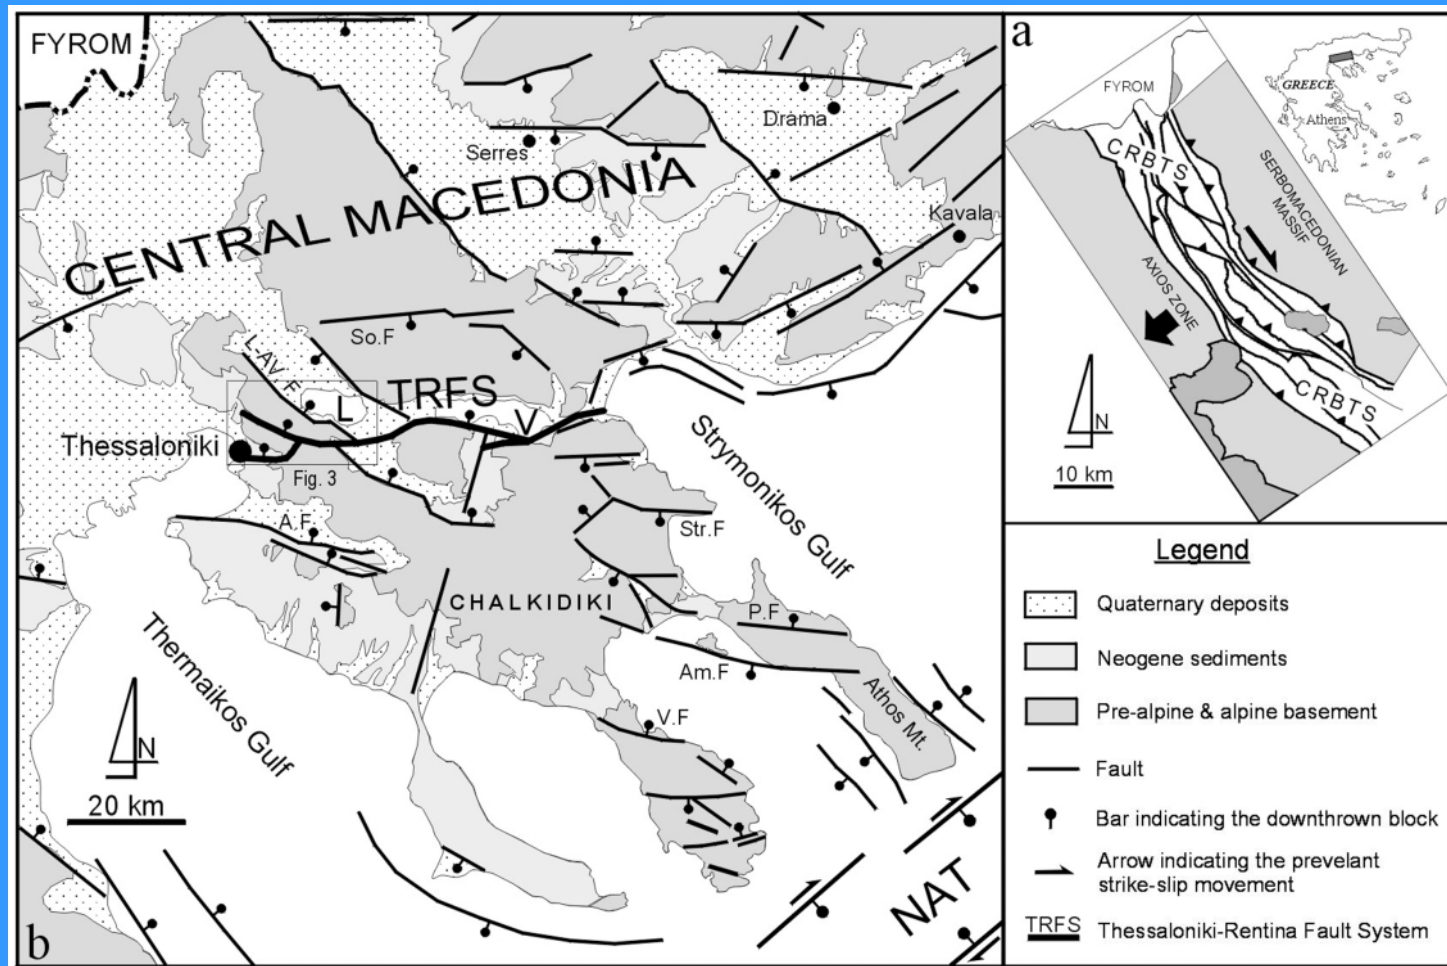 FYROM
Drama
Serres
CENTRAL MACEDONIA
Kavala
So.F
L-AV.F
L
TRFS
V
Thessaloniki
Fig. 3
A.F
Str.F
Strymonikos Gulf
CHALKIDIKI
P.F
Am.F
Athos Mt.
V.F
Thermaikos Gulf
N
20 km
NAT
b
a
FYROM
GREECE
Athens
CRBTS
SERBOMACEDONIAN
MASSIF
AXIOS ZONE
CRBTS
N
10 km
Legend
Quaternary deposits
Neogene sediments
Pre-alpine & alpine basement
Fault
Bar indicating the downthrown block
Arrow indicating the prevelant
strike-slip movement
TRFS Thessaloniki-Rentina Fault System